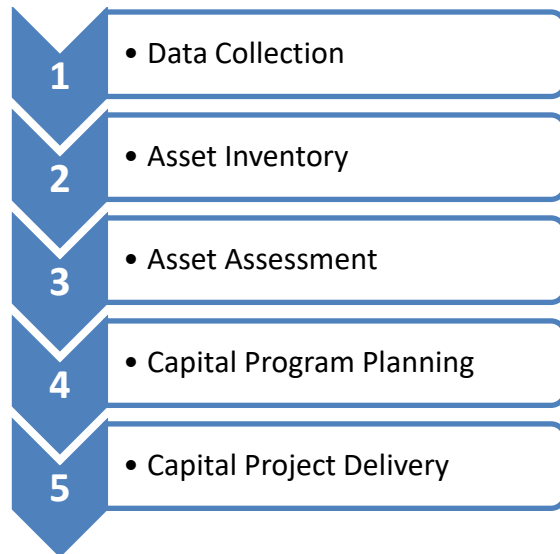 1
• Data Collection
2
• Asset Inventory
3
• Asset Assessment
4
• Capital Program Planning
5
• Capital Project Delivery